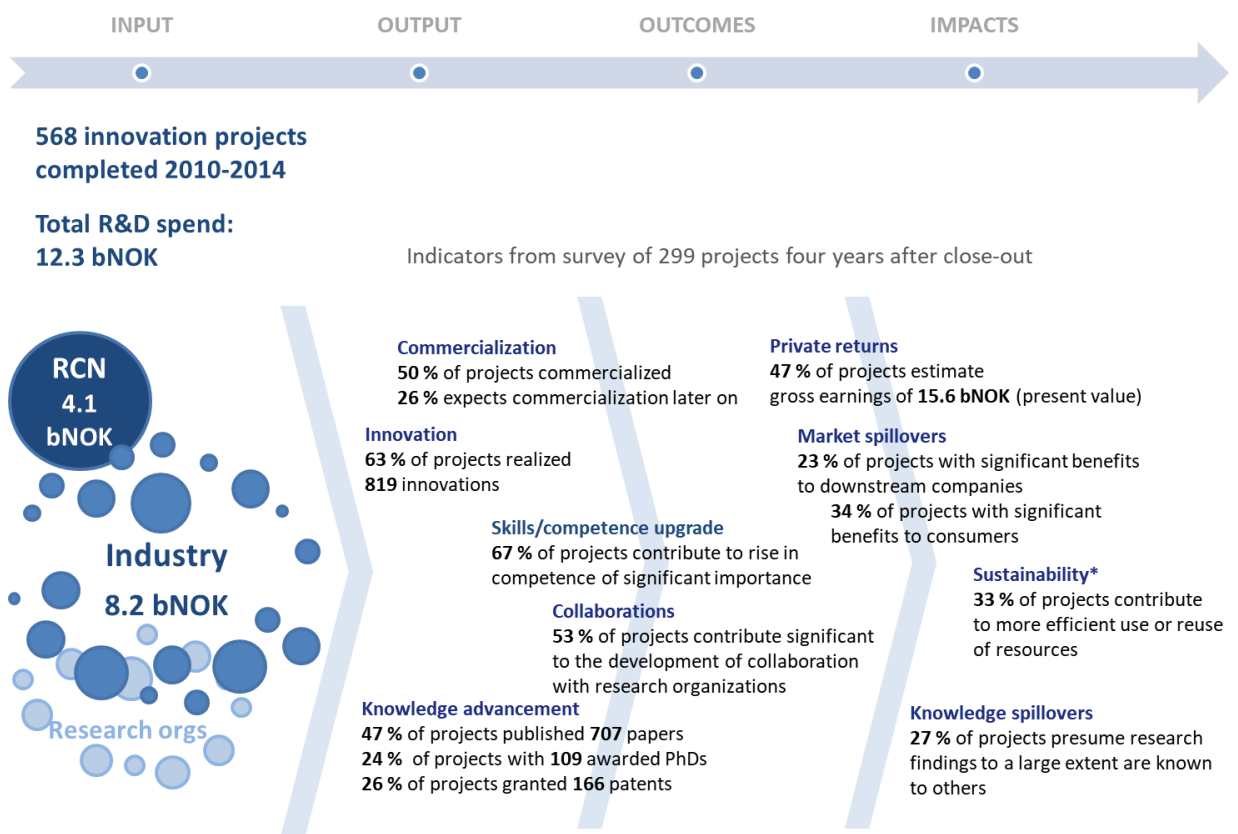 INPUT
OUTPUT
OUTCOMES
IMPACTS
568 innovation projects
completed 2010-2014
Total R&D spend:
12.3 bNOK
Indicators from survey of 299 projects four years after close-out
RCN
4.1
bNOK
Industry
8.2 bNOK
Research orgs
Commercialization
50 % of projects commercialized
26 % expects commercialization later on
Innovation
63 % of projects realized
819 innovations
Skills/competence upgrade
67 % of projects contribute to rise in
competence of significant importance
Collaborations
53 % of projects contribute significant
to the development of collaboration
with research organizations
Knowledge advancement
47 % of projects published 707 papers
24 % of projects with 109 awarded PhDs
26 % of projects granted 166 patents
Private returns
47 % of projects estimate
gross earnings of 15.6 bNOK (present value)
Market spillovers
23 % of projects with significant benefits
to downstream companies
34 % of projects with significant
benefits to consumers
Sustainability*
33 % of projects contribute
to more efficient use or reuse
of resources
Knowledge spillovers
27 % of projects presume research
findings to a large extent are known
to others